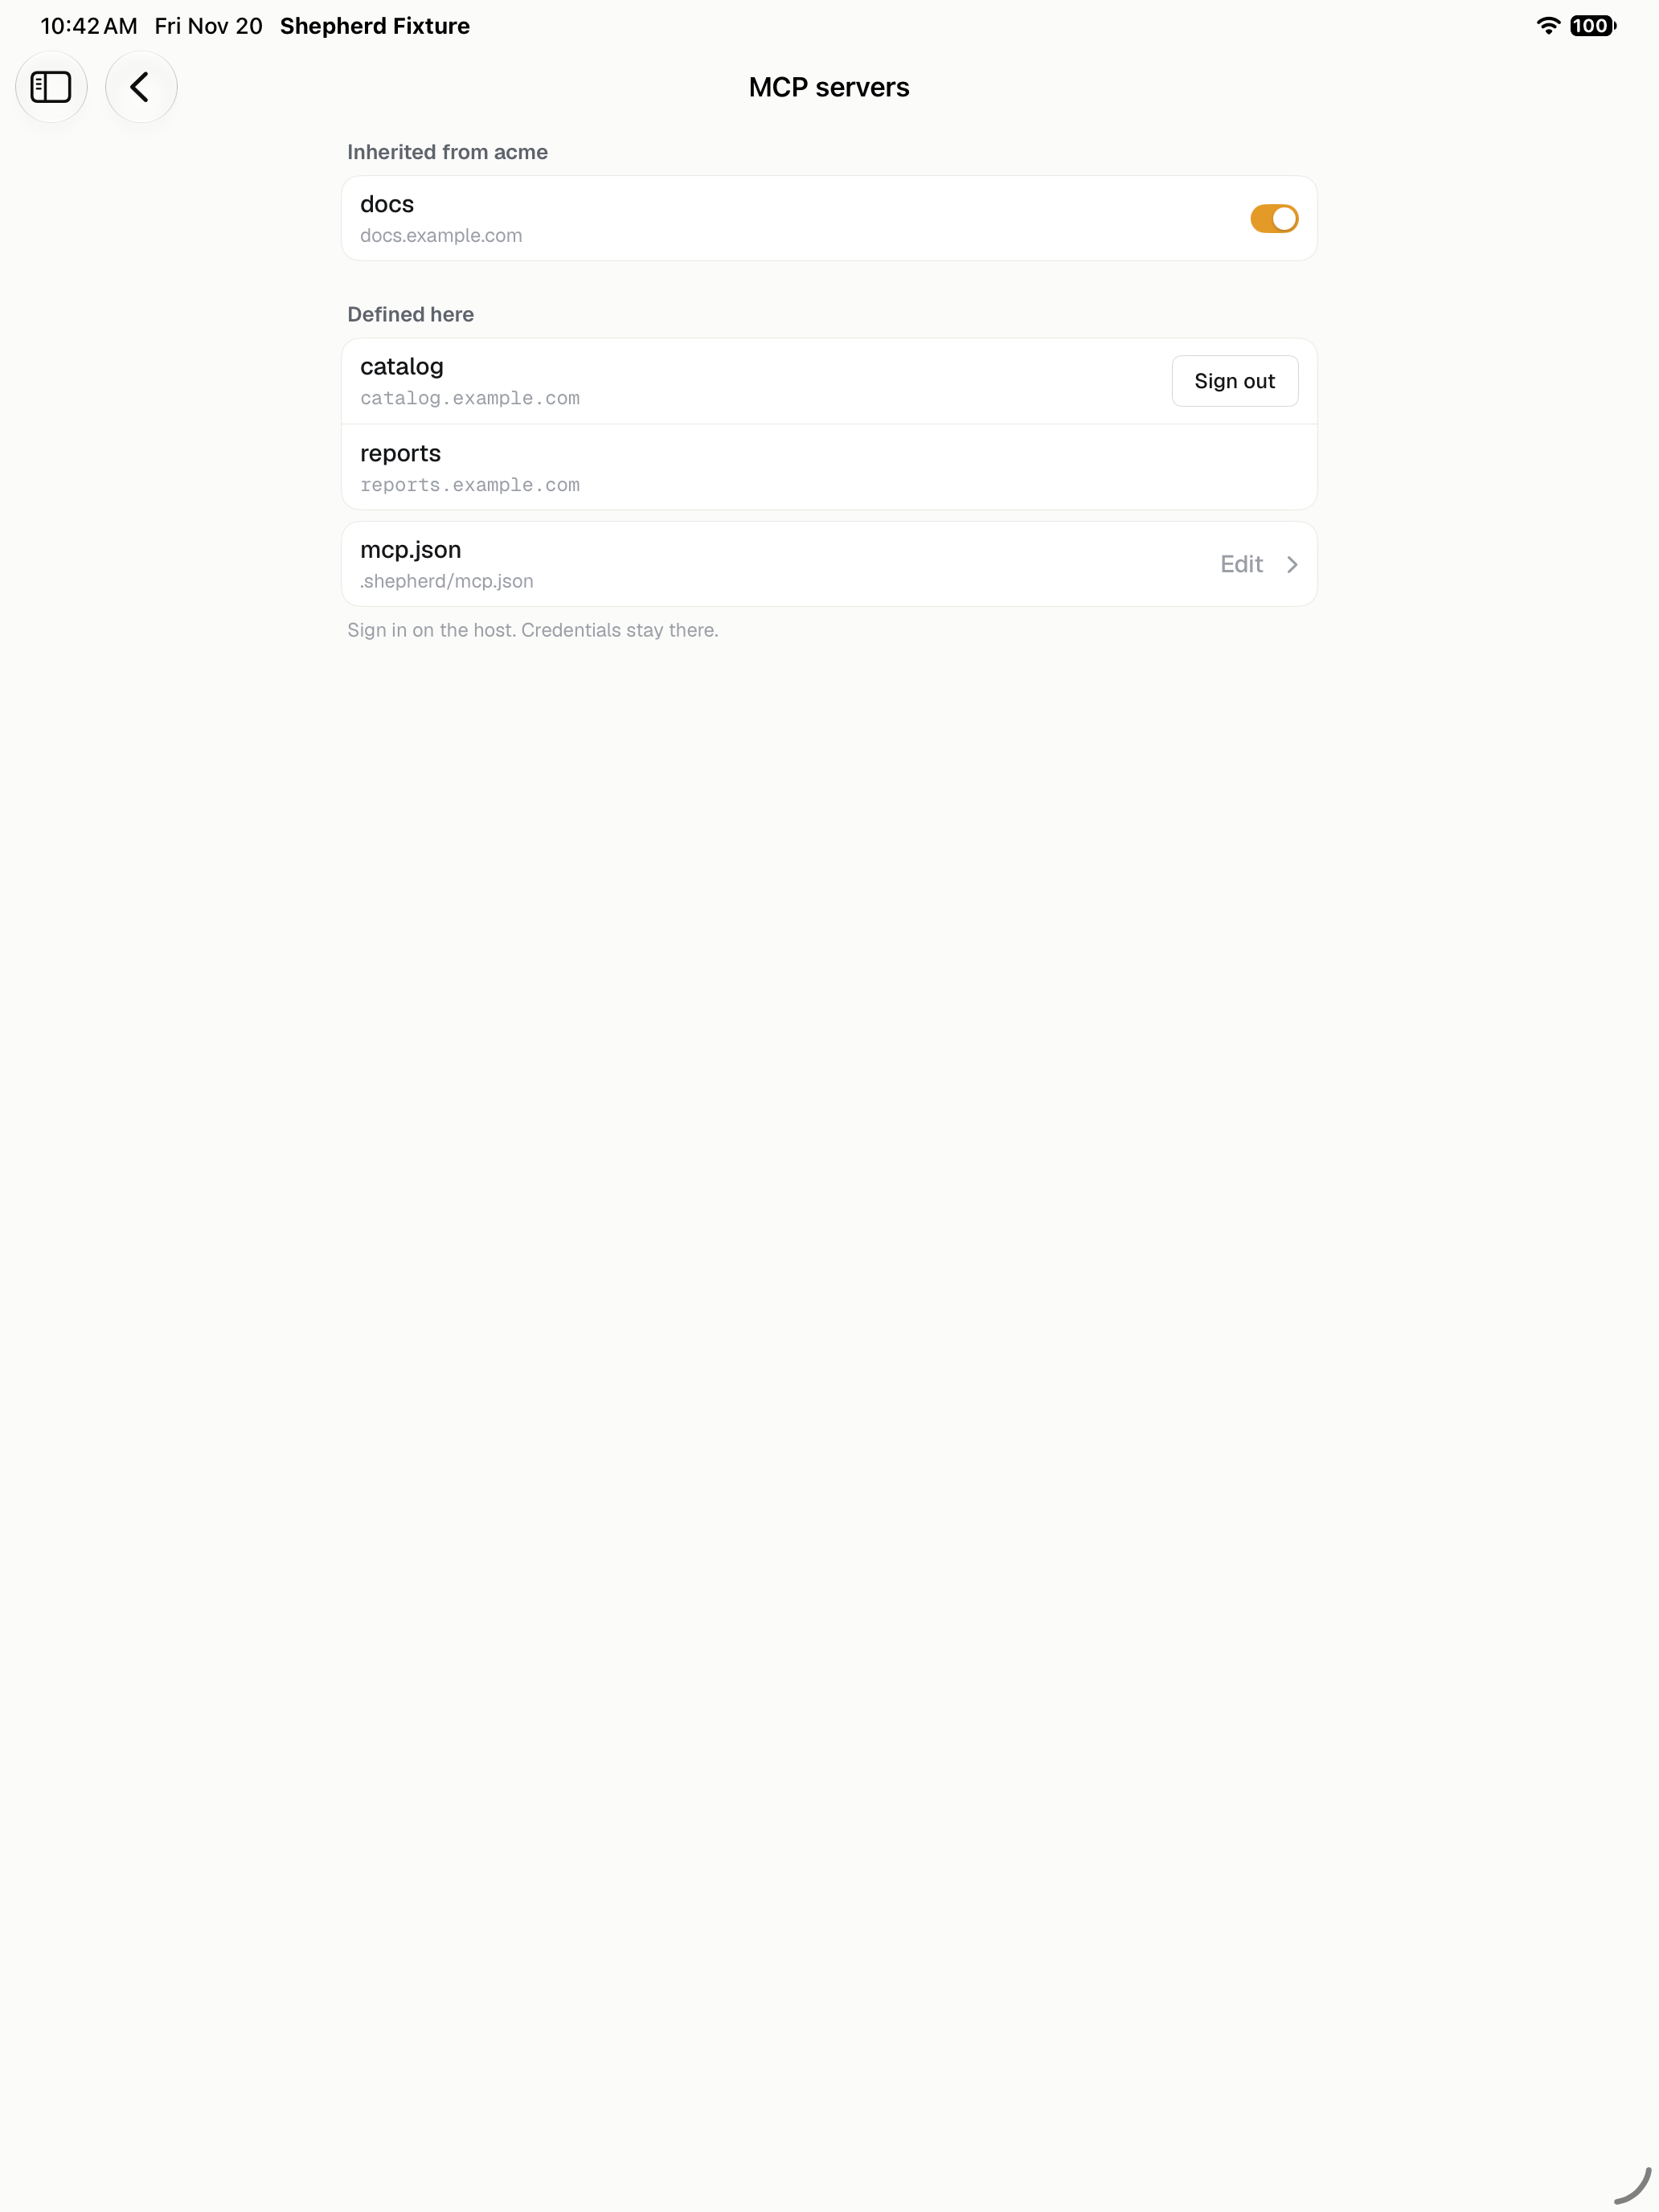 10:42 AM Fri Nov 20 Shepherd Fixture
100
MCP servers
Inherited from acme
docs
docs.example.com
Defined here
catalog
catalog.example.com
Sign out
reports
reports.example.com
mcp.json
.shepherd/mcp.json
Edit
Sign in on the host. Credentials stay there.